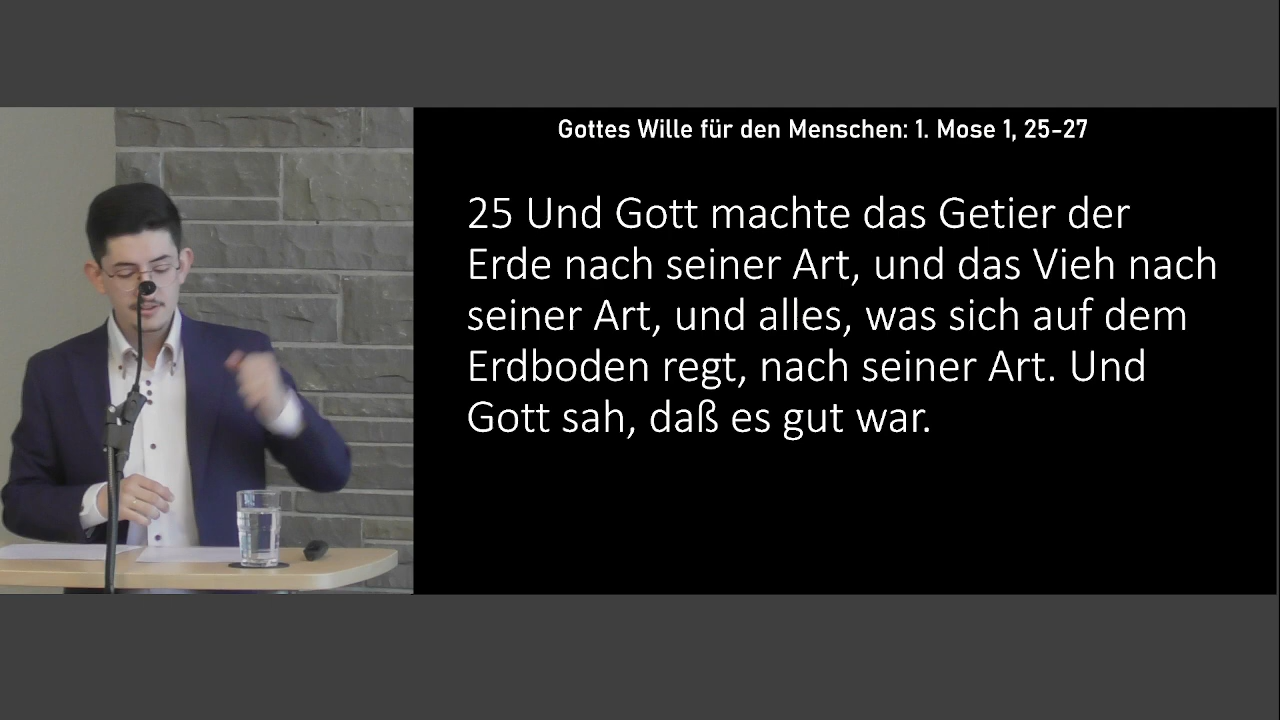 Gottes Wille für den Menschen: 1. Mose 1, 25-27
25 Und Gott machte das Getier der
Erde nach seiner Art, und das Vieh nach
seiner Art, und alles, was sich auf dem
Erdboden regt, nach seiner Art. Und
Gott sah, daß es gut war.